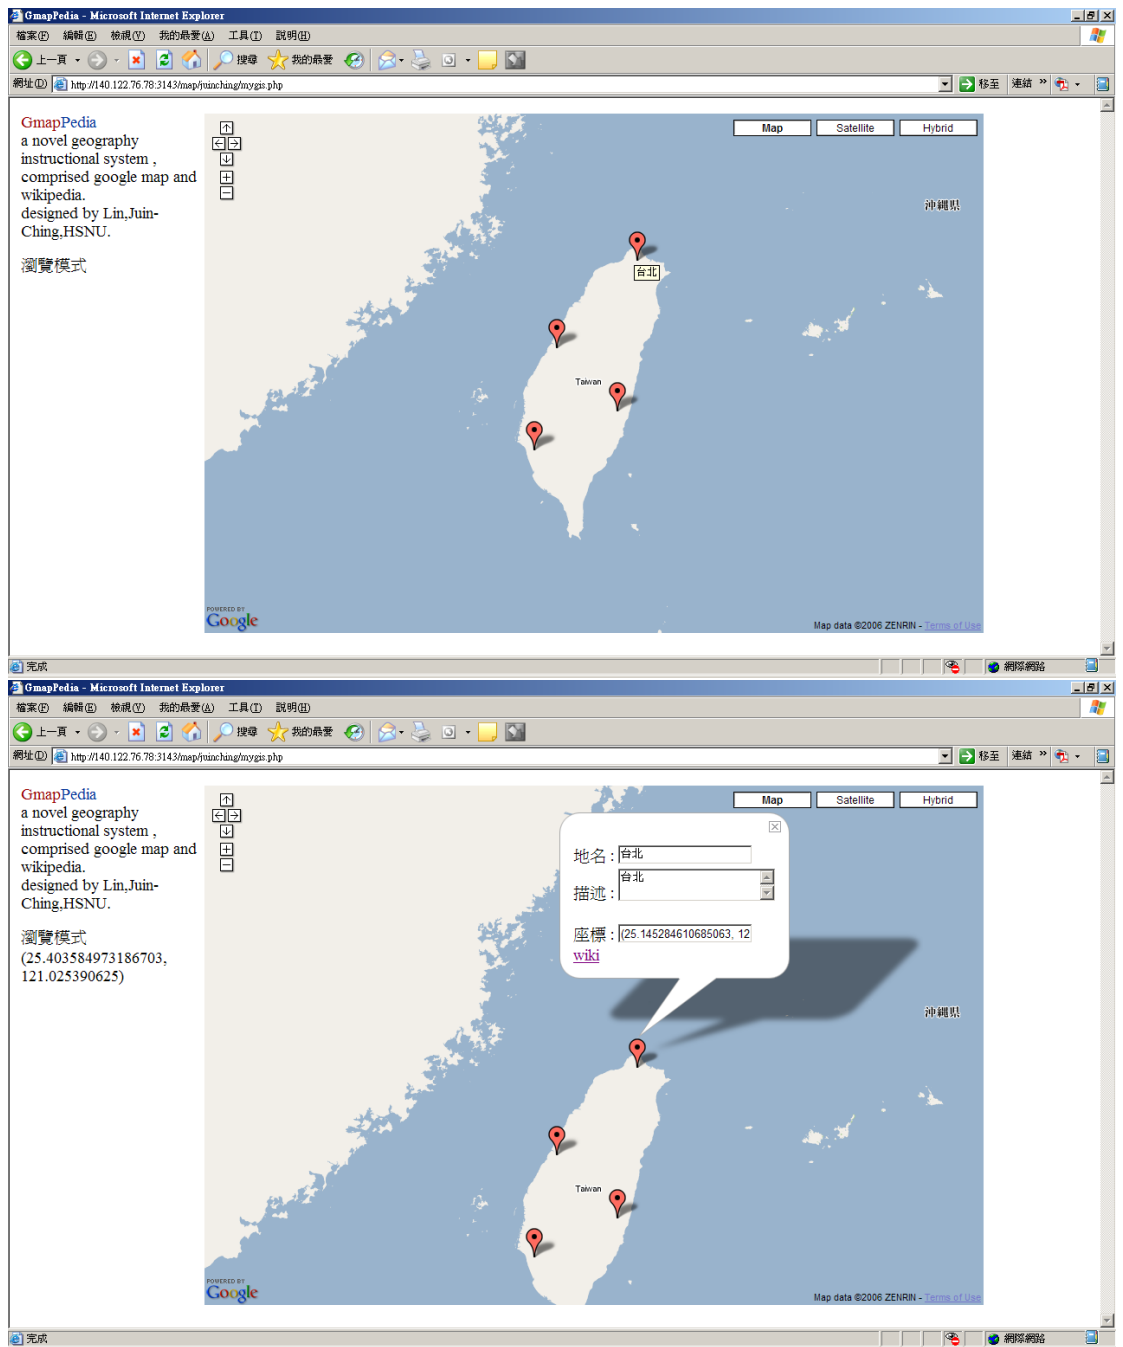 GmapPedia - Microsoft Internet Explorer
檔案(F) 編輯(E) 檢視(V) 我的最愛(A) 工具(T) 說明(H)
上一頁 搜尋 我的最愛
網址(D) http://140.122.76.78:3143/map/juinching/mygis.php 移至 連結 »
GmapPedia
a novel geography
instructional system ,
comprised google map and
wikipedia.
designed by Lin,Juin-
Ching,HSNU.
瀏覽模式
Map Satellite Hybrid
沖縄県
台北
Taiwan
POWERED BY
Google
Map data ©2006 ZENRIN - Terms of Use
完成 網際網路
GmapPedia - Microsoft Internet Explorer
檔案(F) 編輯(E) 檢視(V) 我的最愛(A) 工具(T) 說明(H)
上一頁 搜尋 我的最愛
網址(D) http://140.122.76.78:3143/map/juinching/mygis.php 移至 連結 »
GmapPedia
a novel geography
instructional system ,
comprised google map and
wikipedia.
designed by Lin,Juin-
Ching,HSNU.
瀏覽模式
(25.403584973186703,
121.025390625)
Map Satellite Hybrid
地名 : 台北
描述 : 台北
座標 : (25.145284610685063, 12
wiki
沖縄県
Taiwan
POWERED BY
Google
Map data ©2006 ZENRIN - Terms of Use
完成 網際網路